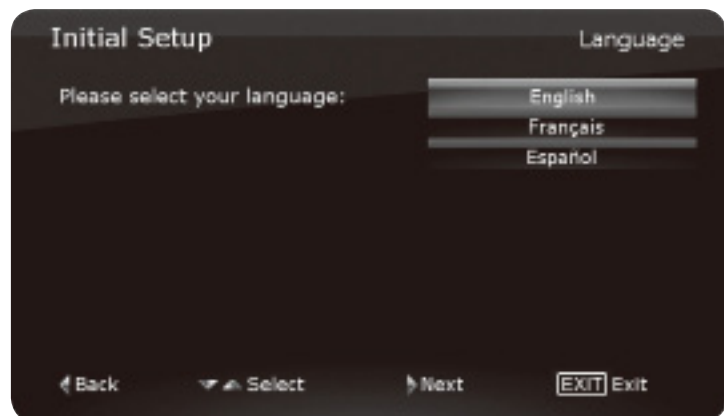 Initial Setup Language
Please select your language: English
Français
Español
Back Select Next EXIT Exit